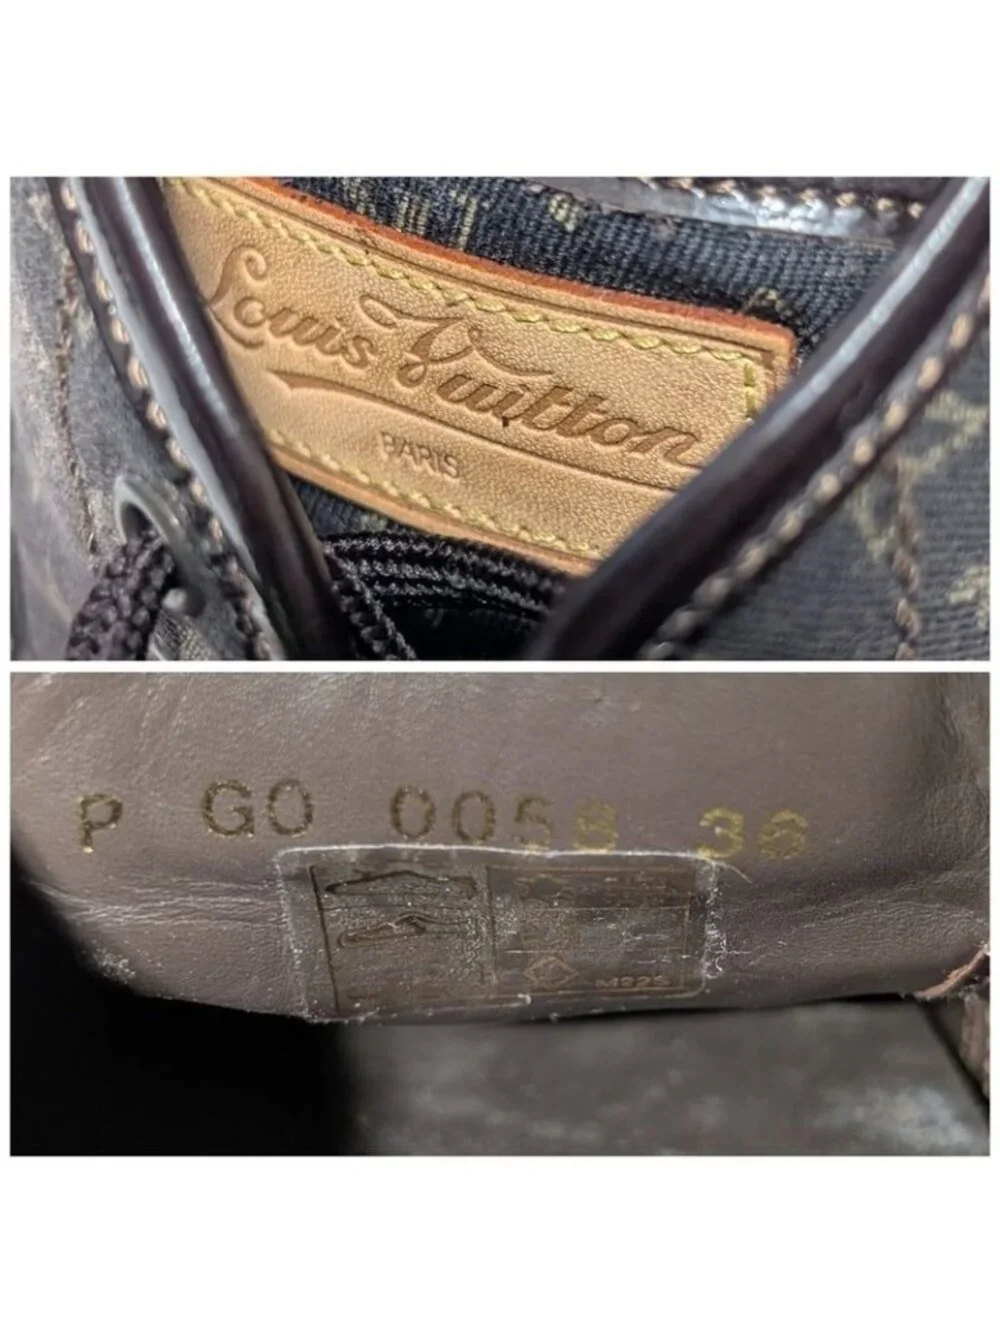 Louis Vuitton
PARIS
P GO 0058 36